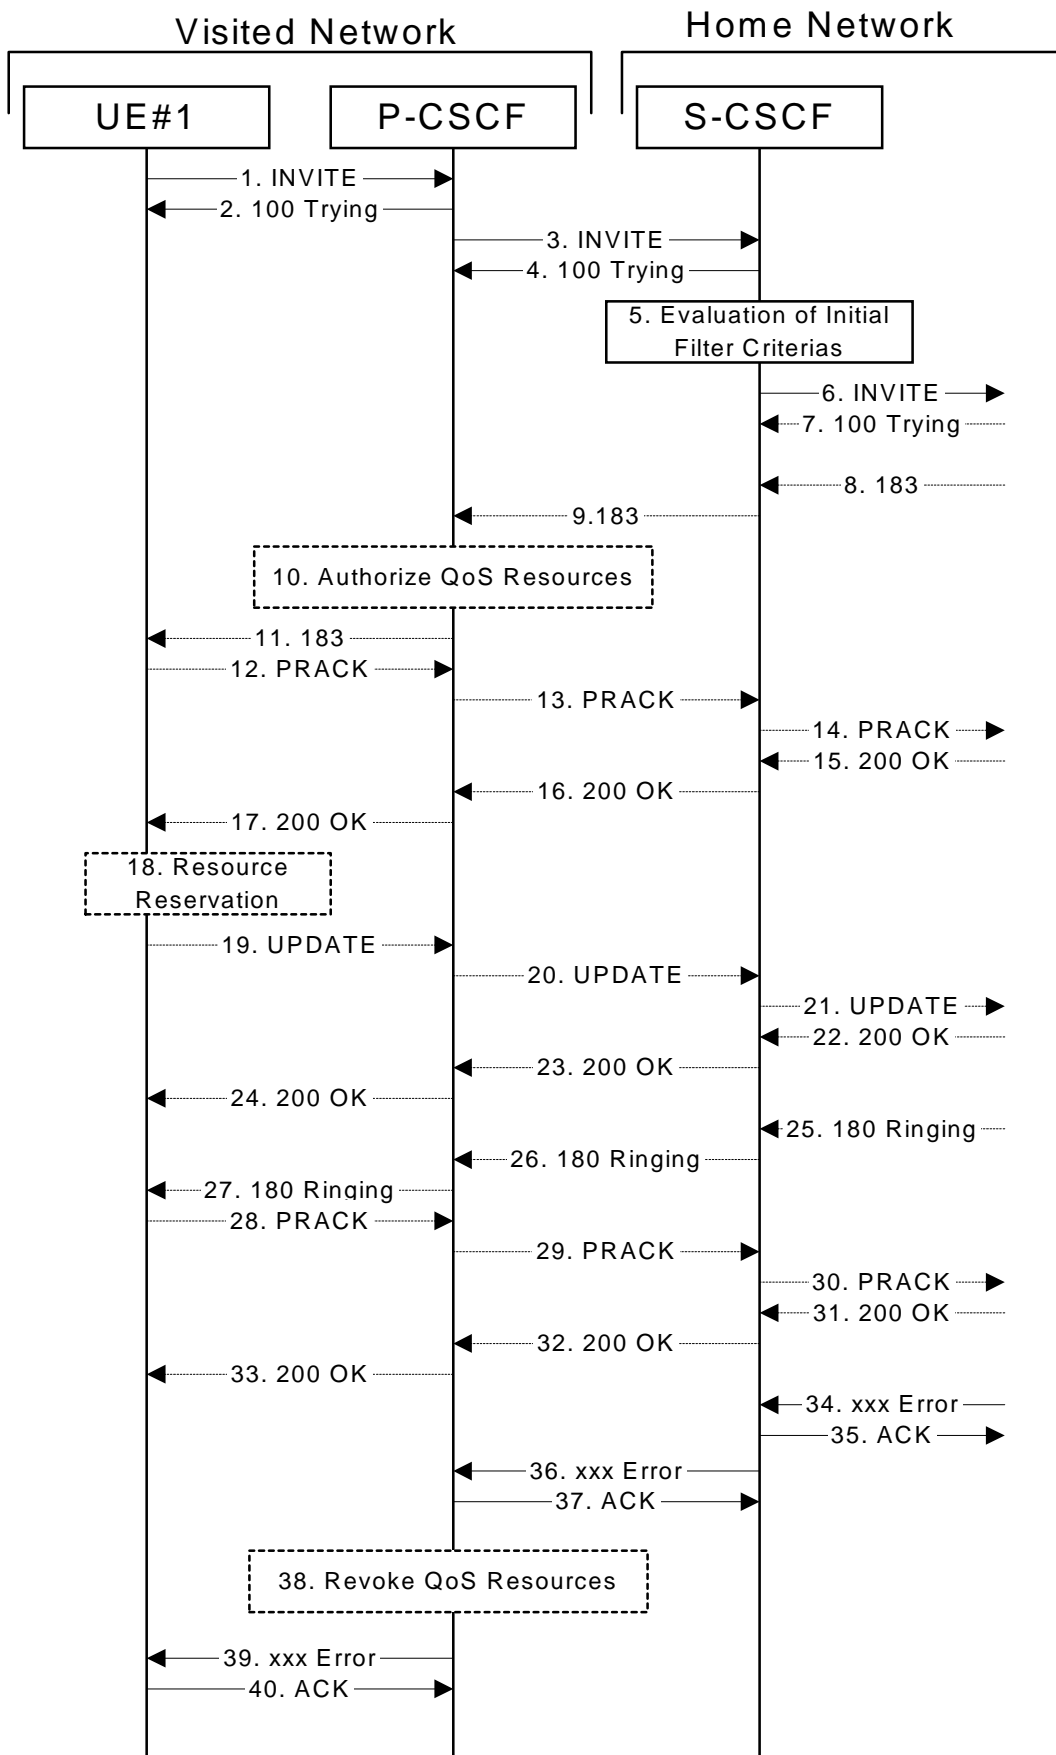 Visited Network
Home Network
UE#1
P-CSCF
S-CSCF
1. INVITE
2. 100 Trying
3. INVITE
4. 100 Trying
5. Evaluation of Initial
Filter Criterias
6. INVITE
7. 100 Trying
8. 183
9.183
10. Authorize QoS Resources
11. 183
12. PRACK
13. PRACK
14. PRACK
15. 200 OK
16. 200 OK
17. 200 OK
18. Resource
Reservation
19. UPDATE
20. UPDATE
21. UPDATE
22. 200 OK
23. 200 OK
24. 200 OK
25. 180 Ringing
26. 180 Ringing
27. 180 Ringing
28. PRACK
29. PRACK
30. PRACK
31. 200 OK
32. 200 OK
33. 200 OK
34. xxx Error
35. ACK
36. xxx Error
37. ACK
38. Revoke QoS Resources
39. xxx Error
40. ACK